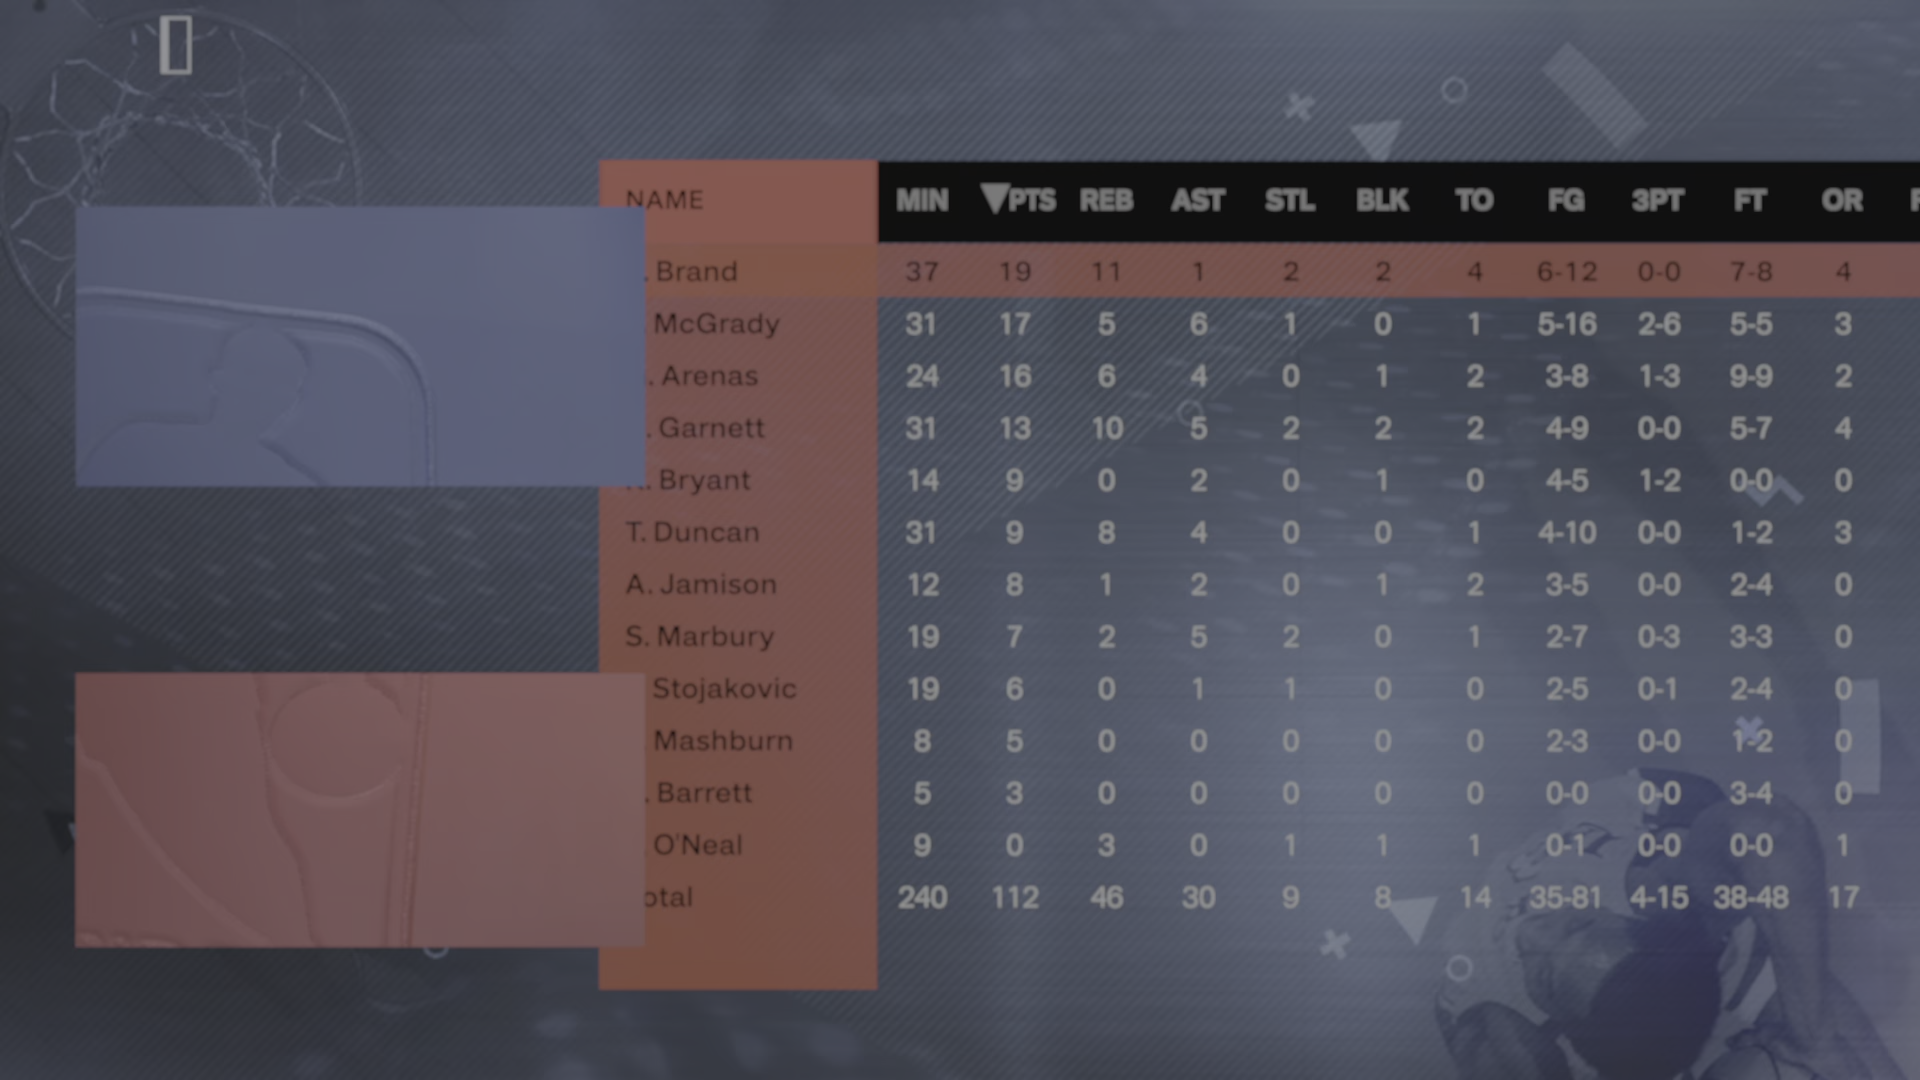 NAME MIN ▼PTS REB AST STL BLK TO FG 3PT FT OR
. Brand 37 19 11 1 2 2 4 6-12 0-0 7-8 4
McGrady 31 17 5 6 1 0 1 5-16 2-6 5-5 3
. Arenas 24 16 6 4 0 1 2 3-8 1-3 9-9 2
. Garnett 31 13 10 5 2 2 2 4-9 0-0 5-7 4
. Bryant 14 9 0 2 0 1 0 4-5 1-2 0-0 0
T. Duncan 31 9 8 4 0 0 1 4-10 0-0 1-2 3
A. Jamison 12 8 1 2 0 1 2 3-5 0-0 2-4 0
S. Marbury 19 7 2 5 2 0 1 2-7 0-3 3-3 0
Stojakovic 19 6 0 1 1 0 0 2-5 0-1 2-4 0
Mashburn 8 5 0 0 0 0 0 2-3 0-0 1-2 0
. Barrett 5 3 0 0 0 0 0 0-0 0-0 3-4 0
O'Neal 9 0 3 0 1 1 1 0-1 0-0 0-0 1
otal 240 112 46 30 9 8 14 35-81 4-15 38-48 17